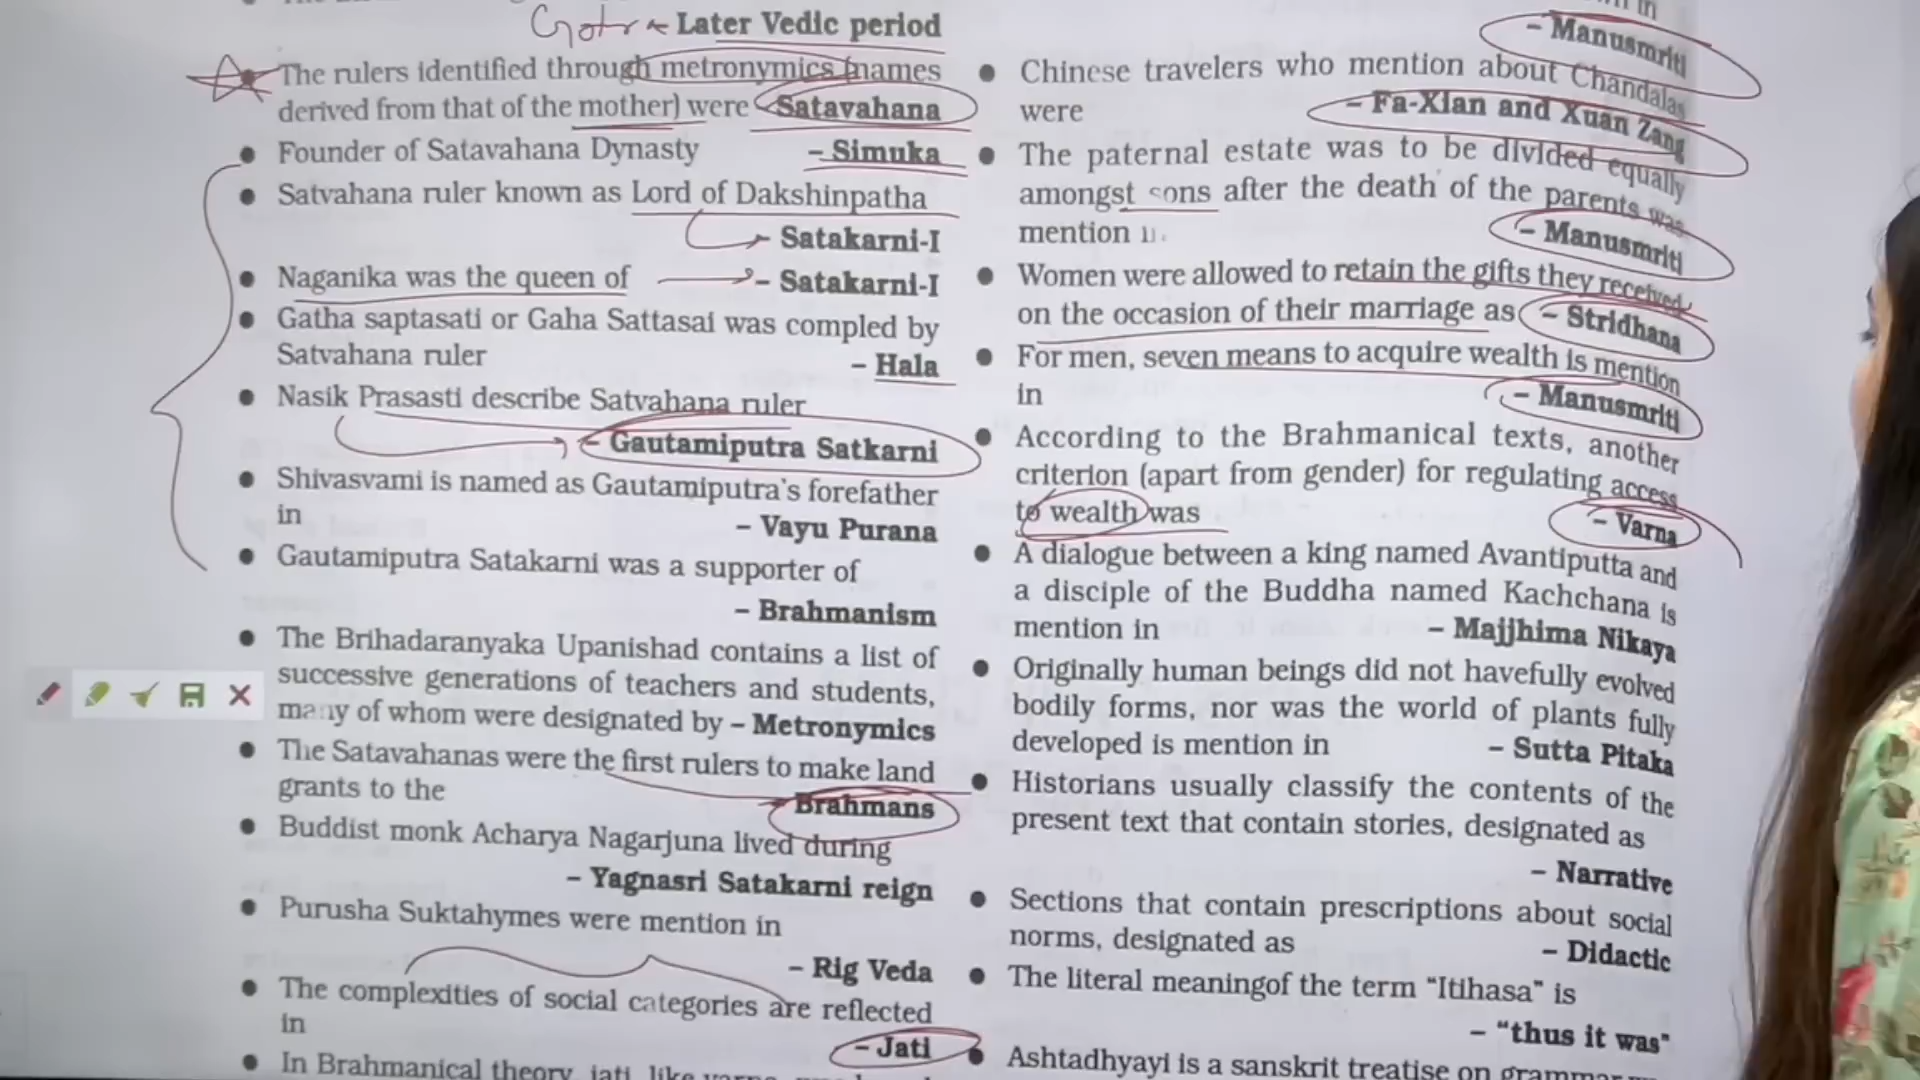 Gotra – Later Vedic period
The rulers identified through metronymics (names
derived from that of the mother) were – Satavahana
Founder of Satavahana Dynasty – Simuka
Satvahana ruler known as Lord of Dakshinpatha
– Satakarni-I
Naganika was the queen of – Satakarni-I
Gatha saptasati or Gaha Sattasai was compled by
Satvahana ruler – Hala
Nasik Prasasti describe Satvahana ruler
– Gautamiputra Satkarni
Shivasvami is named as Gautamiputra's forefather
in – Vayu Purana
Gautamiputra Satakarni was a supporter of
– Brahmanism
The Brihadaranyaka Upanishad contains a list of
successive generations of teachers and students,
many of whom were designated by – Metronymics
The Satavahanas were the first rulers to make land
grants to the Brahmans
Buddist monk Acharya Nagarjuna lived during
– Yagnasri Satakarni reign
Purusha Suktahymes were mention in
– Rig Veda
The complexities of social categories are reflected
in – Jati
In Brahmanical theory, jati, like varna,
in
– Manusmriti
Chinese travelers who mention about Chandalas
were – Fa-Xian and Xuan Zang
The paternal estate was to be divided equally
amongst sons after the death of the parents was
mention – Manusmriti
Women were allowed to retain the gifts they received
on the occasion of their marriage as – Stridhana
For men, seven means to acquire wealth is mention
in – Manusmriti
According to the Brahmanical texts, another
criterion (apart from gender) for regulating access
to wealth was – Varna
A dialogue between a king named Avantiputta and
a disciple of the Buddha named Kachchana is
mention in – Majjhima Nikaya
Originally human beings did not havefully evolved
bodily forms, nor was the world of plants fully
developed is mention in – Sutta Pitaka
Historians usually classify the contents of the
present text that contain stories, designated as
– Narrative
Sections that contain prescriptions about social
norms, designated as – Didactic
The literal meaningof the term "Itihasa" is
– "thus it was"
Ashtadhyayi is a sanskrit treatise on grammar